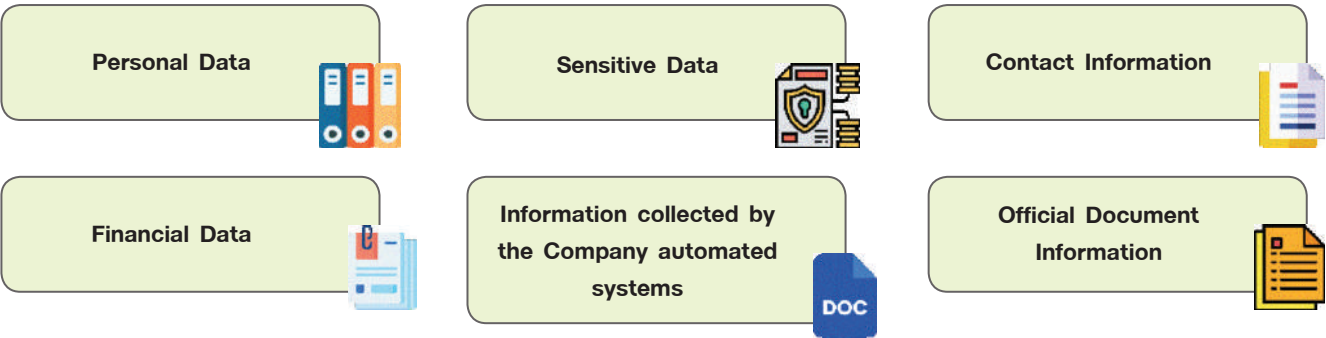 Personal Data
Sensitive Data
Contact Information
Financial Data
Information collected by
the Company automated
systems
DOC
Official Document
Information